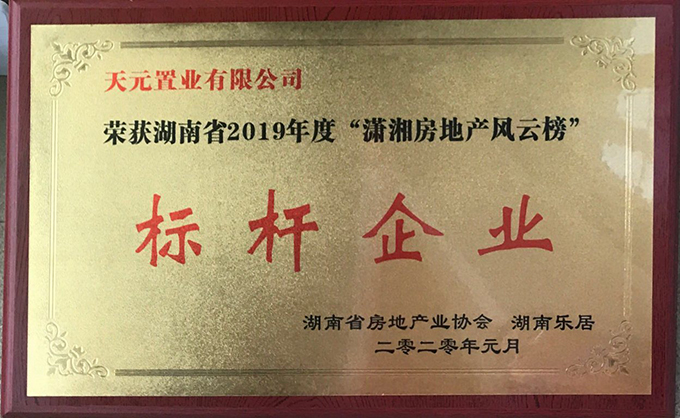 天元置业有限公司
荣获湖南省2019年度“潇湘房地产风云榜”
标杆企业
湖南省房地产业协会 湖南乐居
二零二零年元月